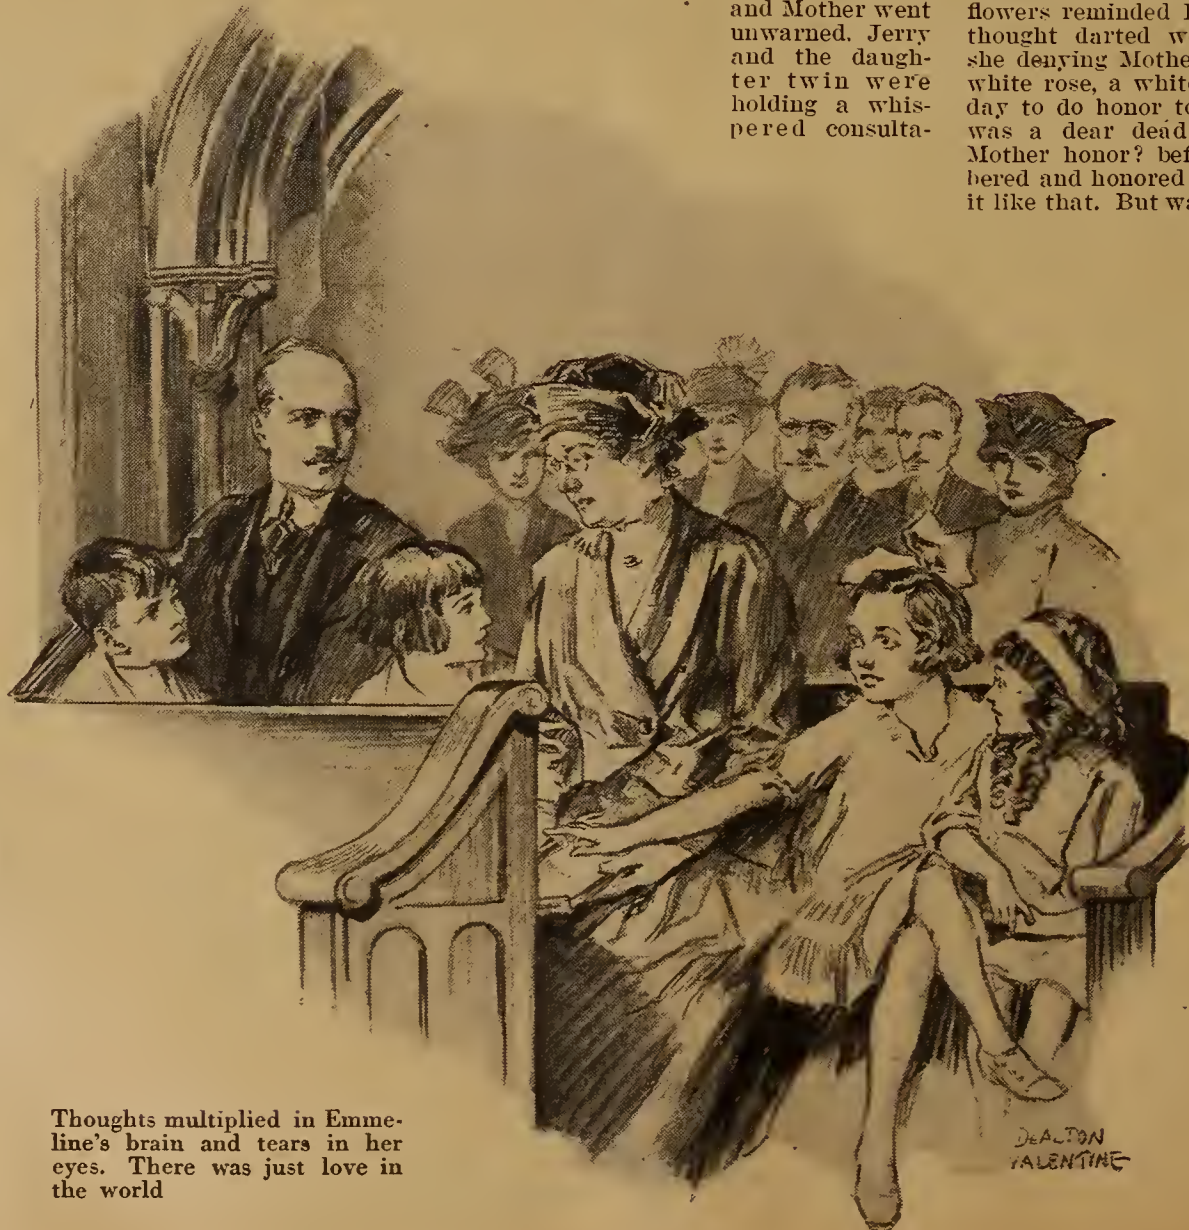 and Mother went
unwarned. Jerry
and the daugh-
ter twin were
holding a whis-
pered consulta-
flowers reminded
thought darted
she denying Mothe
white rose, a white
day to do honor to
was a dear dead
Mother honor? bef
bered and honored
it like that. But wa
Thoughts multiplied in Emme-
line's brain and tears in her
eyes. There was just love in
the world
DEALTON
VALENTINE